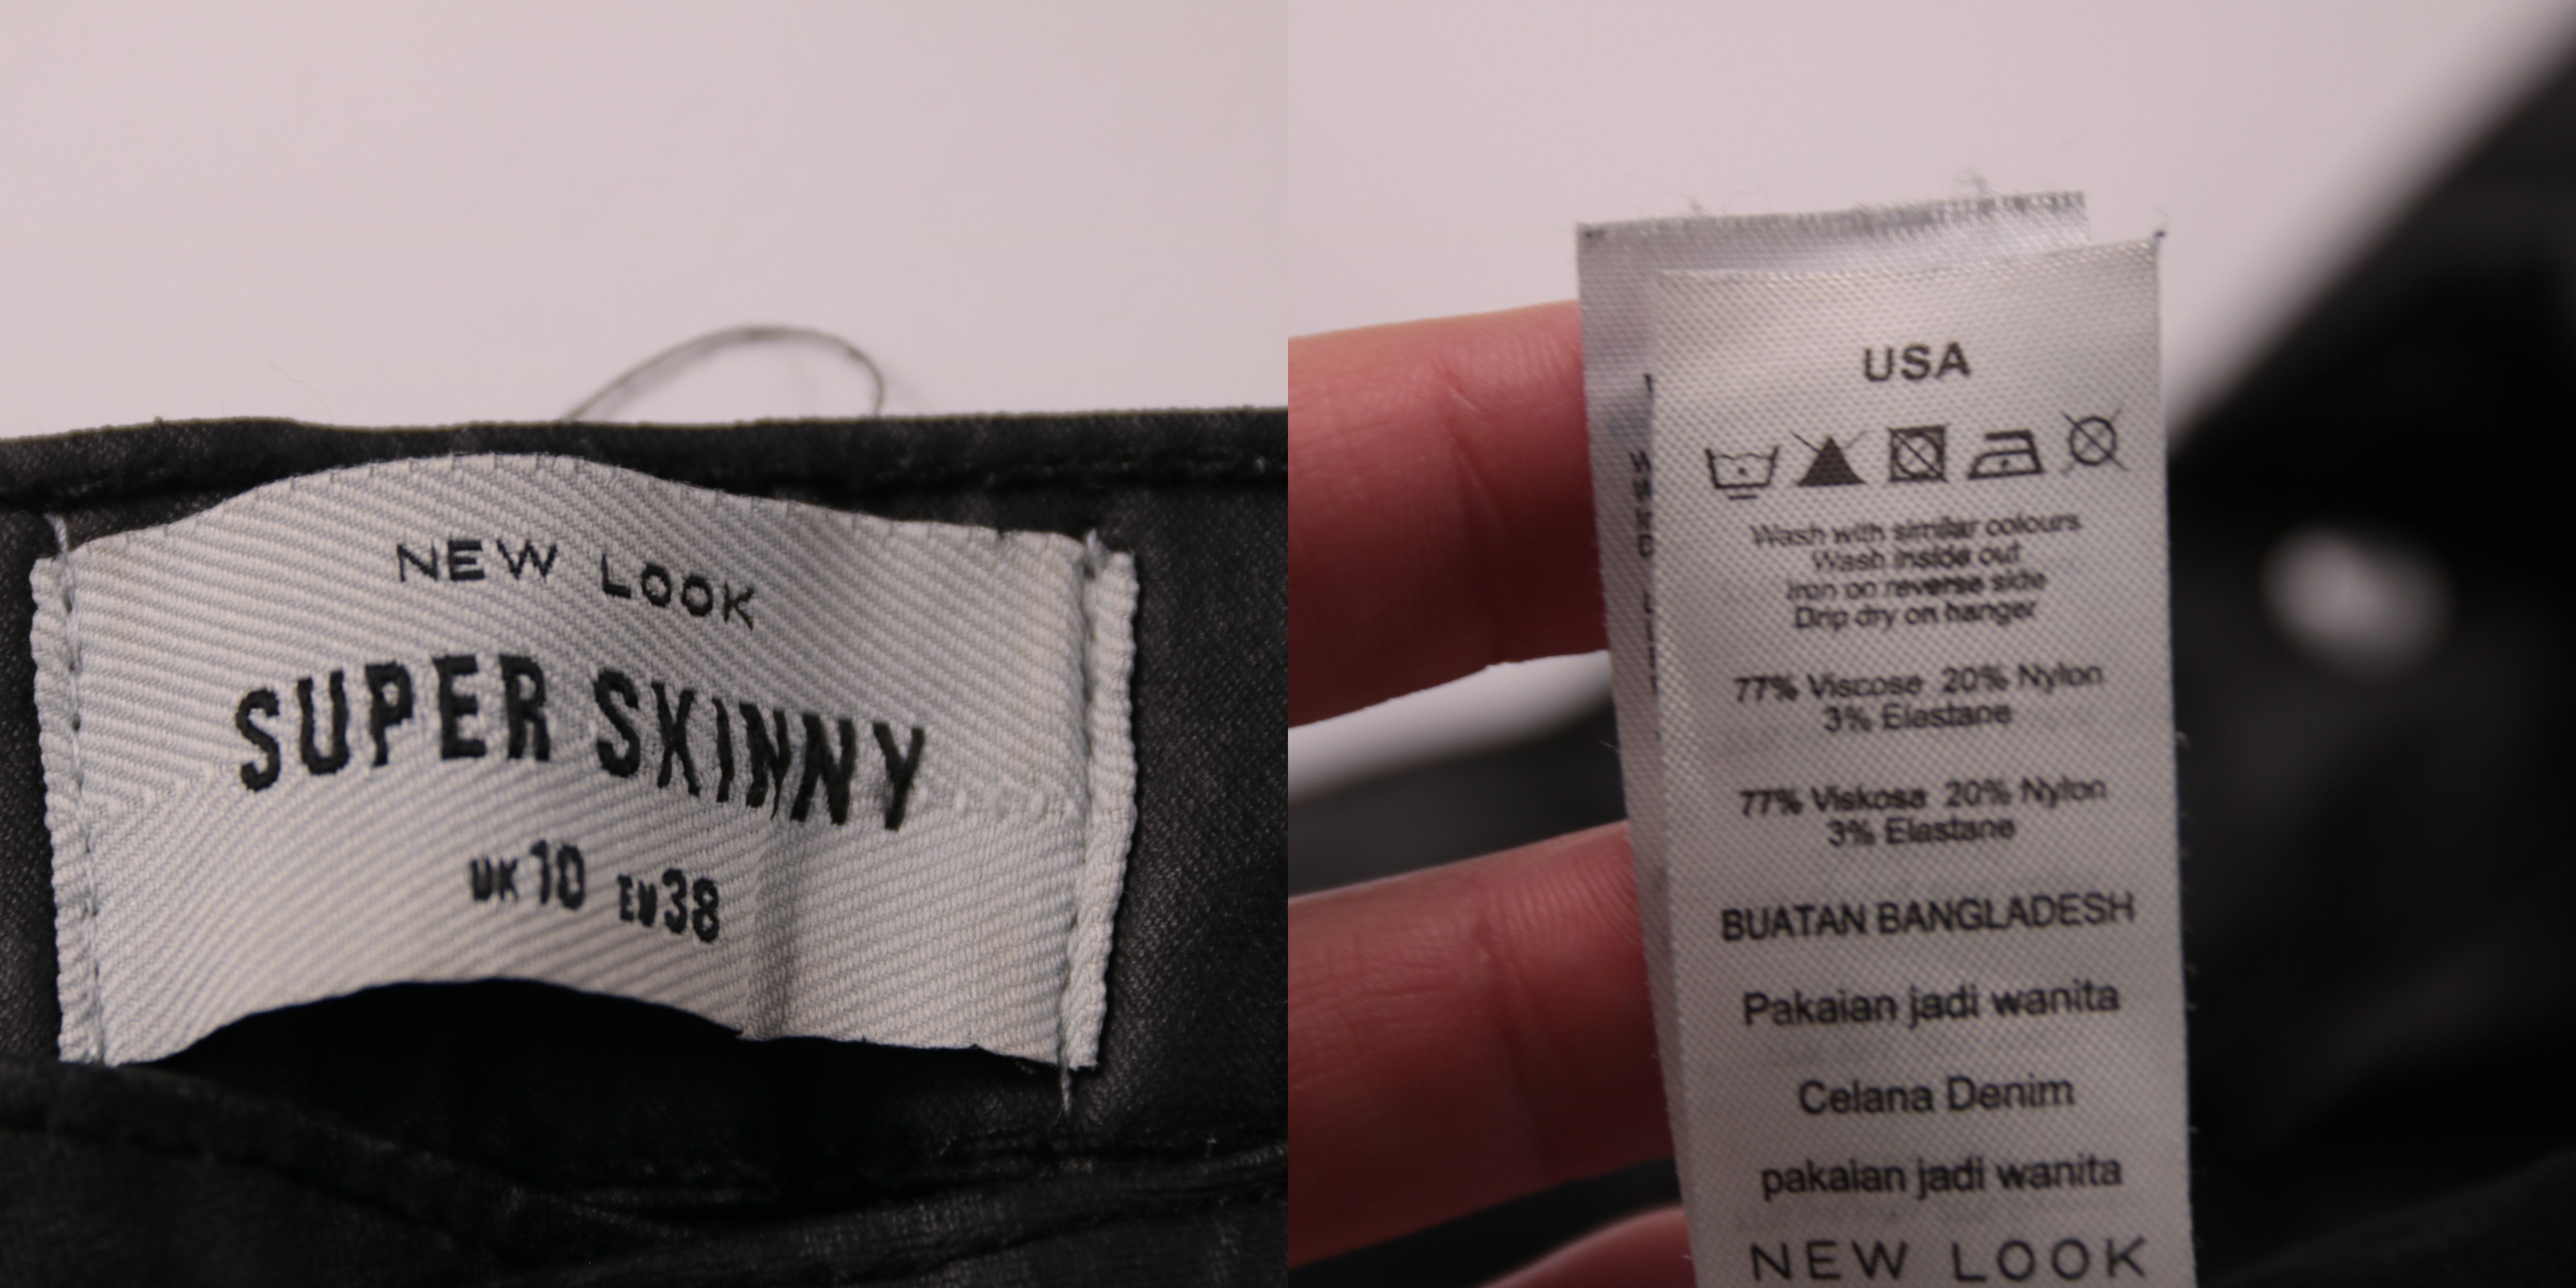 NEW LOOK
SUPER SKINNY
UK 10 EU 38
USA
Wash with similar colours
Wash inside out
Iron on reverse side
Drip dry on hanger
77% Viscose 20% Nylon
3% Elastane
77% Viskosa 20% Nylon
3% Elastane
BUATAN BANGLADESH
Pakaian jadi wanita
Celana Denim
pakaian jadi wanita
NEW LOOK